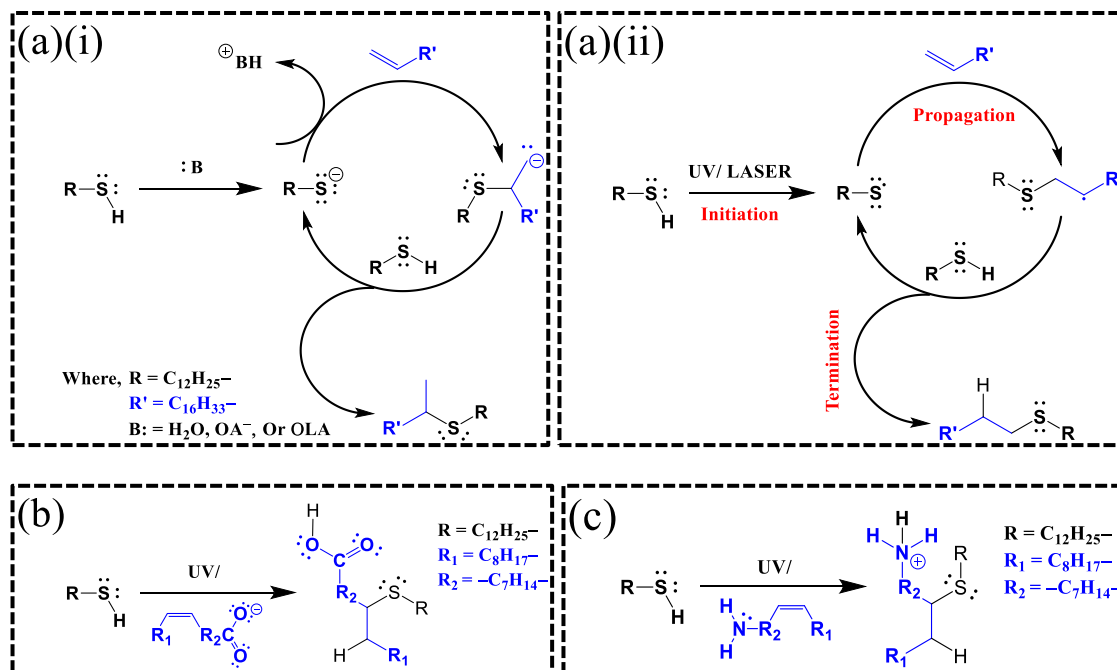 (a)(i)
⊕
BH
R'
:B
R
S
H
R
S
⊖
S
R
R'
⊖
R
S
H
Where, R = C₁₂H₂₅–
R' = C₁₆H₃₃–
B: = H₂O, OA⁻, Or OLA
R'
S
R
(a)(ii)
R'
Propagation
R
S
H
UV/ LASER
Initiation
R
S
R
S
R'
R
S
H
Termination
H
R'
S
R
(b)
R
S
H
UV/
R₁
R₂
C
O
⊖
O
H
O
C
O
R₂
S
R
H
R₁
R = C₁₂H₂₅–
R₁ = C₈H₁₇–
R₂ = –C₇H₁₄–
(c)
R
S
H
UV/
H
N
H
R₂
R₁
H
H
H
N
⊕
R₂
R
S
R₁
H
R = C₁₂H₂₅–
R₁ = C₈H₁₇–
R₂ = –C₇H₁₄–